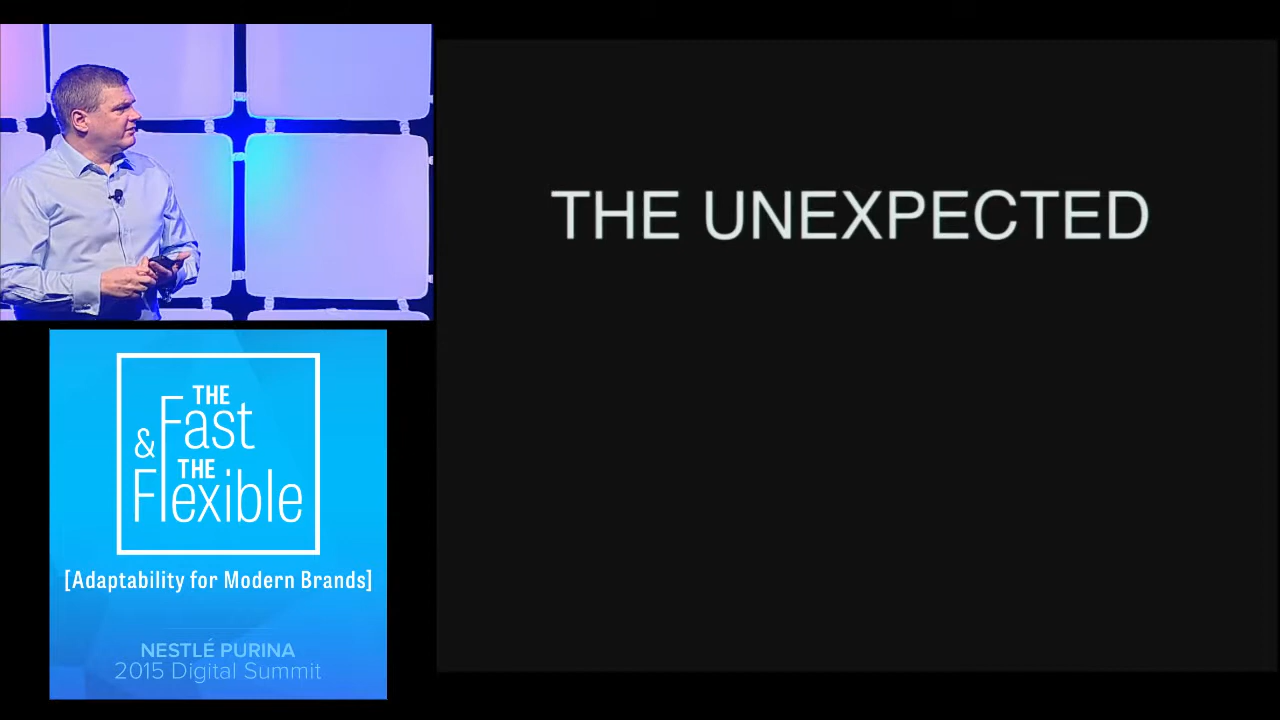 THE UNEXPECTED
THE
Fast
&
THE
Flexible
[Adaptability for Modern Brands]
NESTLÉ PURINA
2015 Digital Summit